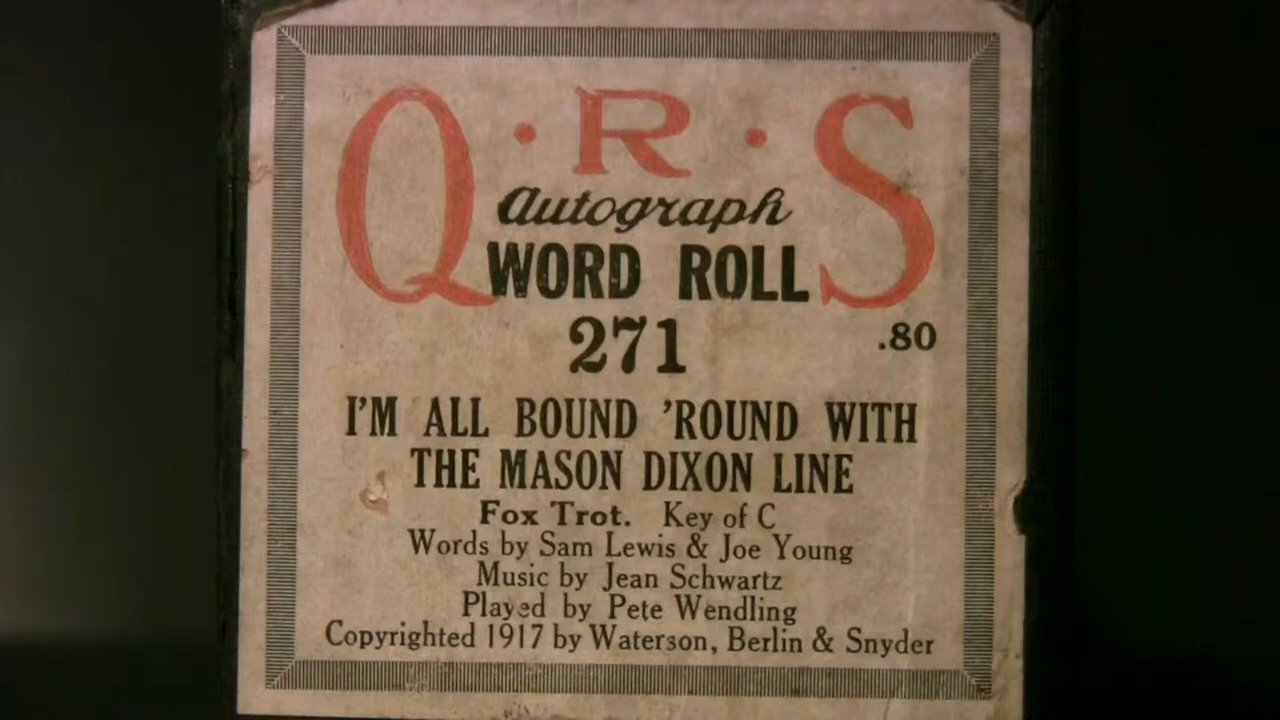 Q·R·S
Autograph
WORD ROLL
271
.80
I'M ALL BOUND 'ROUND WITH
THE MASON DIXON LINE
Fox Trot. Key of C
Words by Sam Lewis & Joe Young
Music by Jean Schwartz
Played by Pete Wendling
Copyrighted 1917 by Waterson, Berlin & Snyder